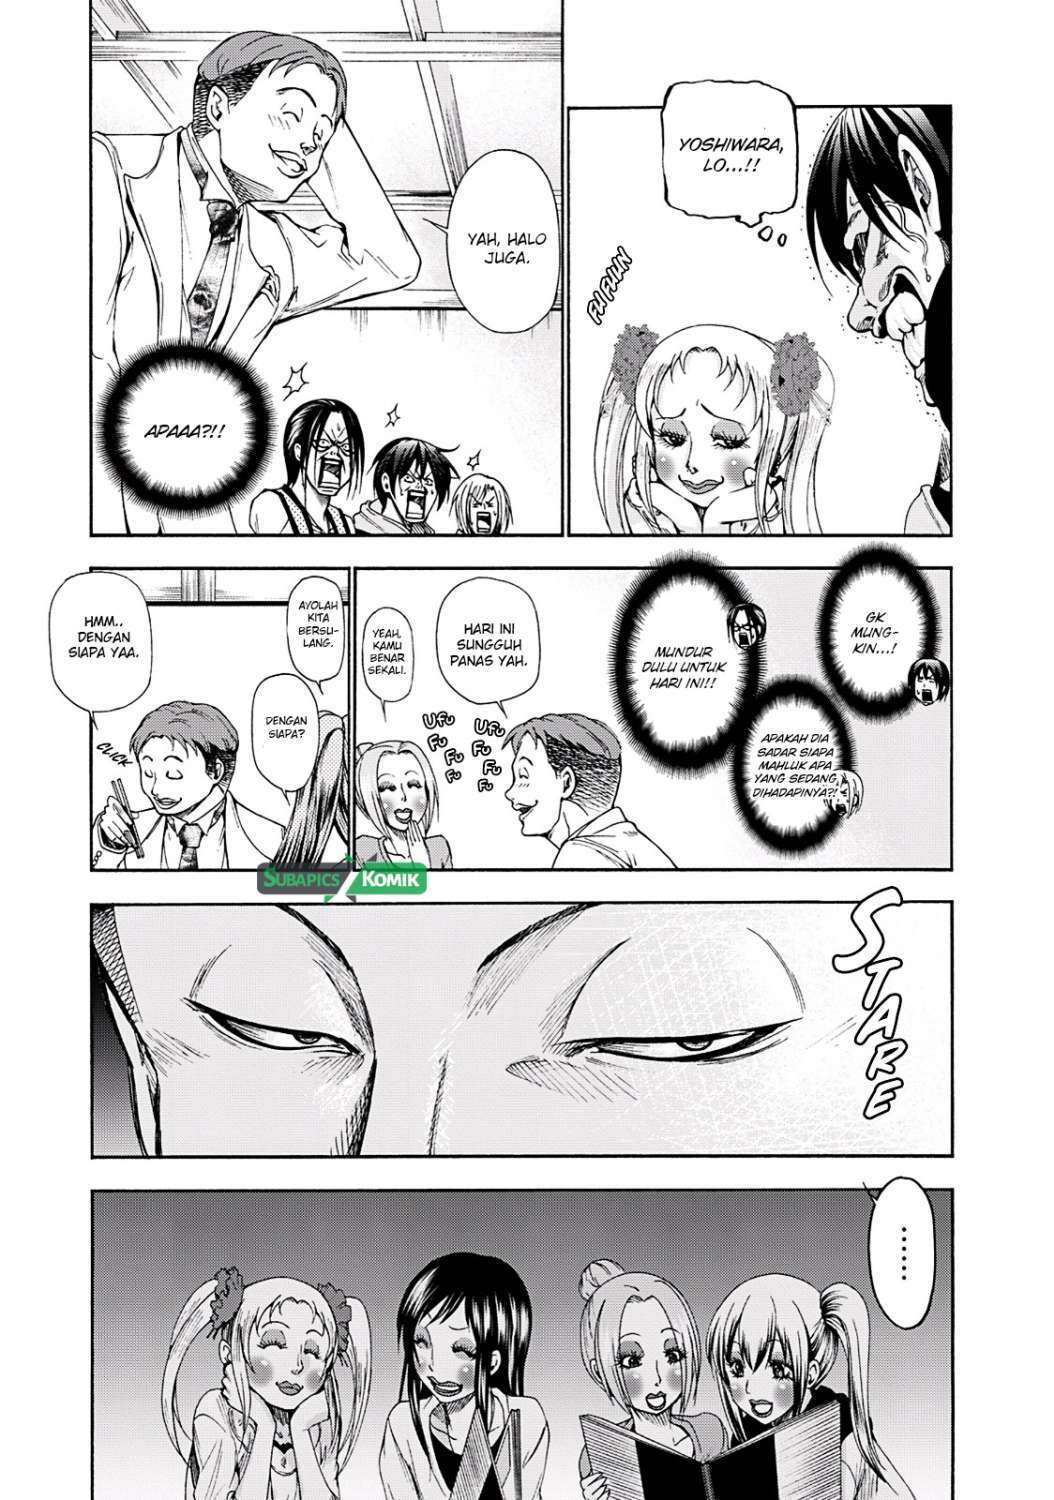 YOSHIWARA,
LO...!!
FUFUUN
YAH, HALO
JUGA.
APAAA?!!
GK
MUNG-
KIN...!
APAKAH DIA
SADAR SIAPA
MAHLUK APA
YANG SEDANG
DIHADAPINYA?!
MUNDUR
DULU UNTUK
HARI INI!!
HARI INI
SUNGGUH
PANAS YAH.
YEAH,
KAMU
BENAR
SEKALI.
UFU
FU
FU
FU
UFU
FU
FU
FU
FU
AYOLAH
KITA
BERSU-
LANG.
DENGAN
SIAPA?
HMM..
DENGAN
SIAPA YAA.
CLICK
SUBAPICS KOMIK
STARE
.......